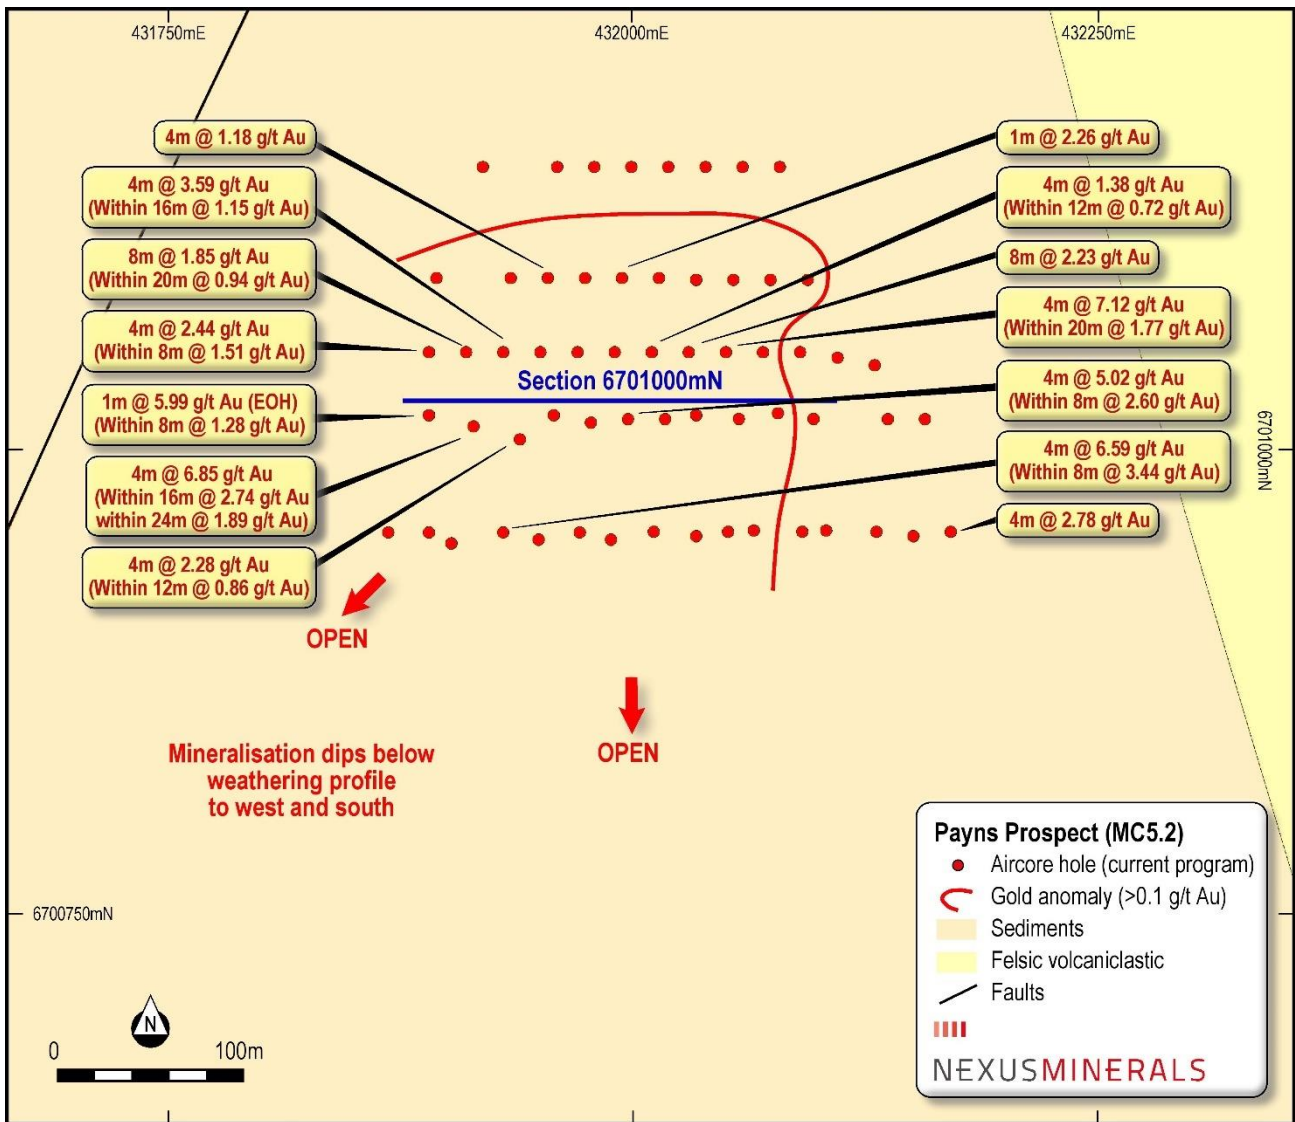 431750mE
432000mE
432250mE
4m @ 1.18 g/t Au
4m @ 3.59 g/t Au
(Within 16m @ 1.15 g/t Au)
8m @ 1.85 g/t Au
(Within 20m @ 0.94 g/t Au)
4m @ 2.44 g/t Au
(Within 8m @ 1.51 g/t Au)
1m @ 5.99 g/t Au (EOH)
(Within 8m @ 1.28 g/t Au)
4m @ 6.85 g/t Au
(Within 16m @ 2.74 g/t Au
within 24m @ 1.89 g/t Au)
4m @ 2.28 g/t Au
(Within 12m @ 0.86 g/t Au)
1m @ 2.26 g/t Au
4m @ 1.38 g/t Au
(Within 12m @ 0.72 g/t Au)
8m @ 2.23 g/t Au
4m @ 7.12 g/t Au
(Within 20m @ 1.77 g/t Au)
4m @ 5.02 g/t Au
(Within 8m @ 2.60 g/t Au)
4m @ 6.59 g/t Au
(Within 8m @ 3.44 g/t Au)
4m @ 2.78 g/t Au
Section 6701000mN
6701000mN
OPEN
OPEN
Mineralisation dips below
weathering profile
to west and south
6700750mN
N
0 100m
Payns Prospect (MC5.2)
Aircore hole (current program)
Gold anomaly (>0.1 g/t Au)
Sediments
Felsic volcaniclastic
Faults
NEXUSMINERALS